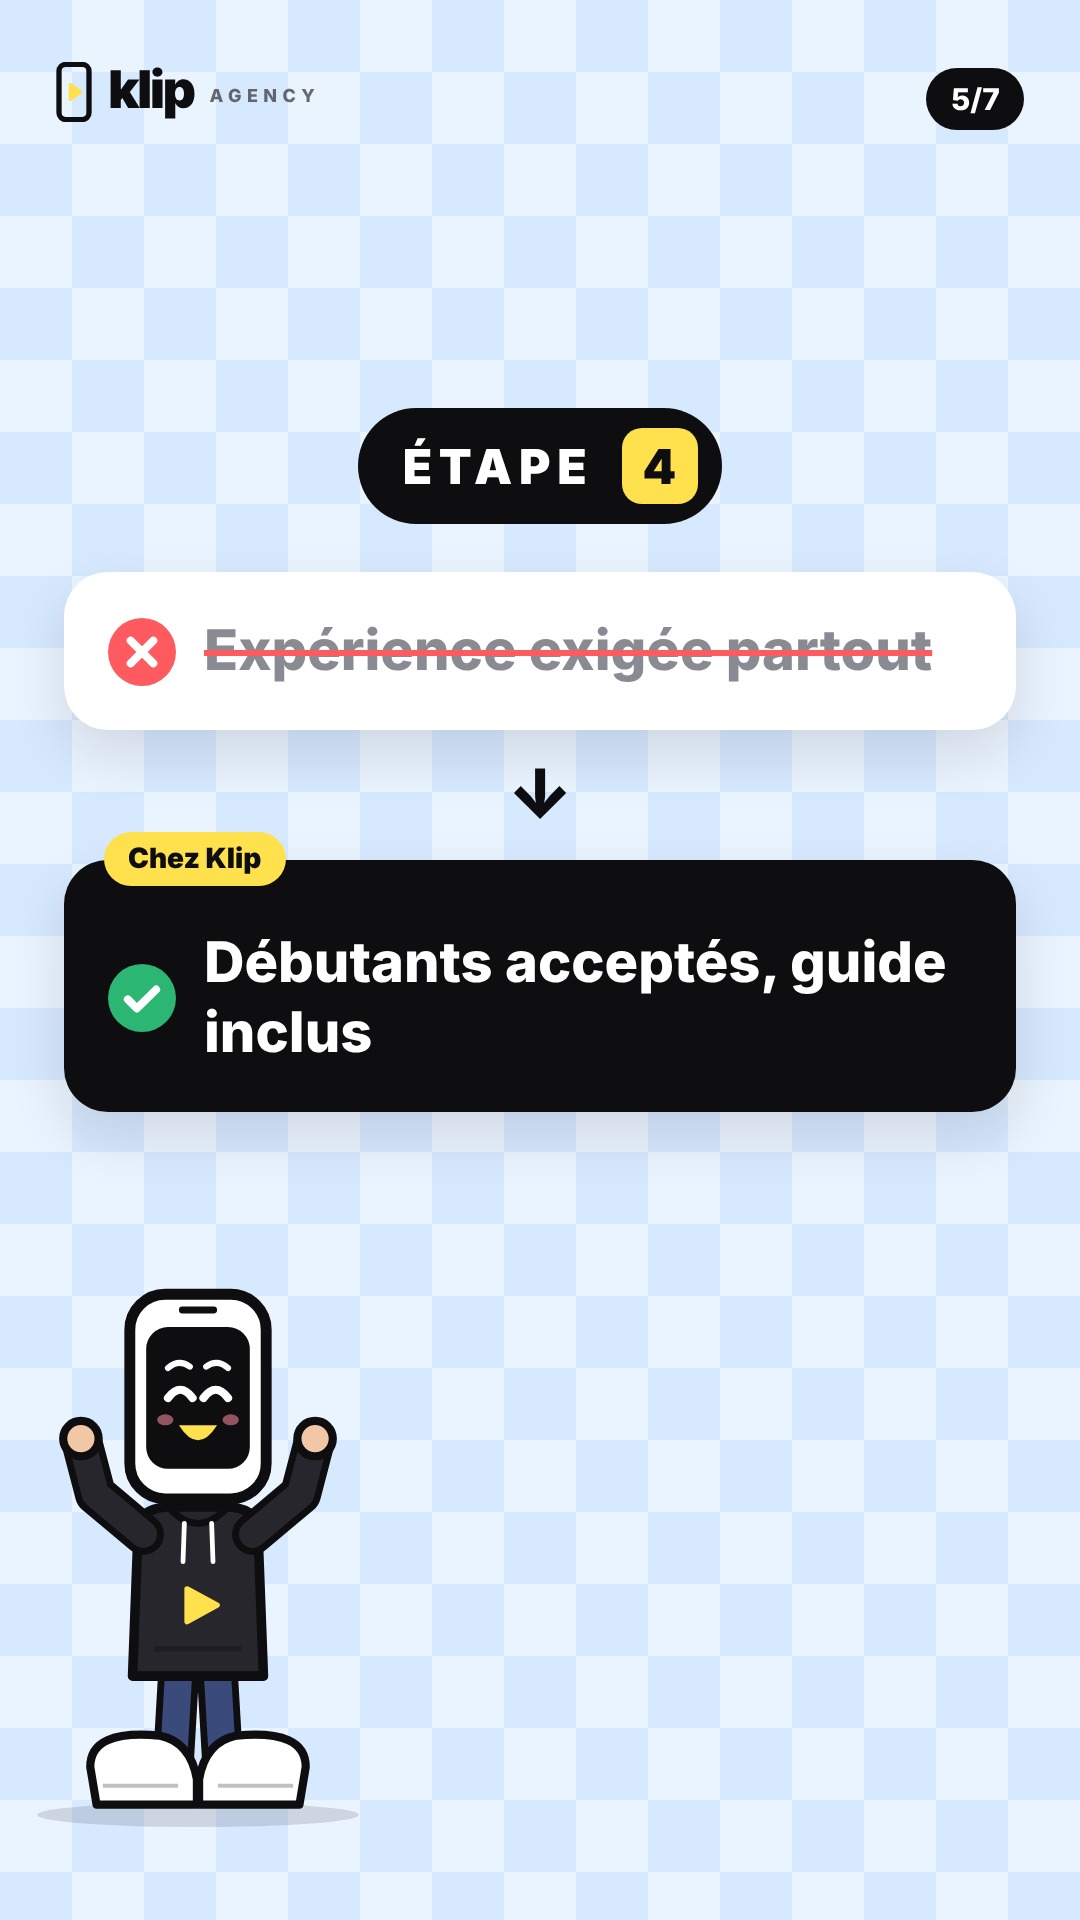 klip AGENCY
5/7
ÉTAPE 4
Expérience exigée partout
Chez Klip
Débutants acceptés, guide
inclus